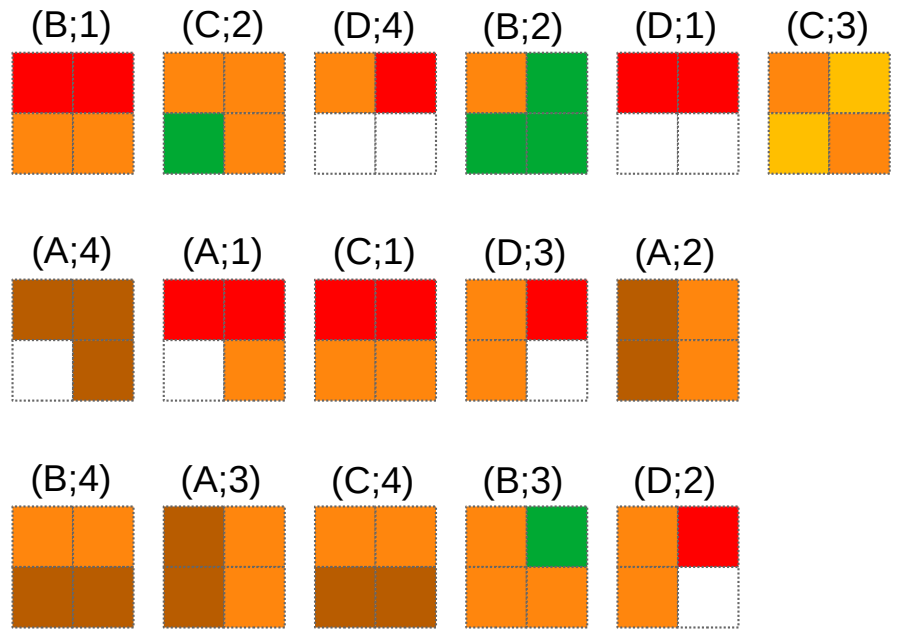 (B;1) (C;2) (D;4) (B;2) (D;1) (C;3)
(A;4) (A;1) (C;1) (D;3) (A;2)
(B;4) (A;3) (C;4) (B;3) (D;2)